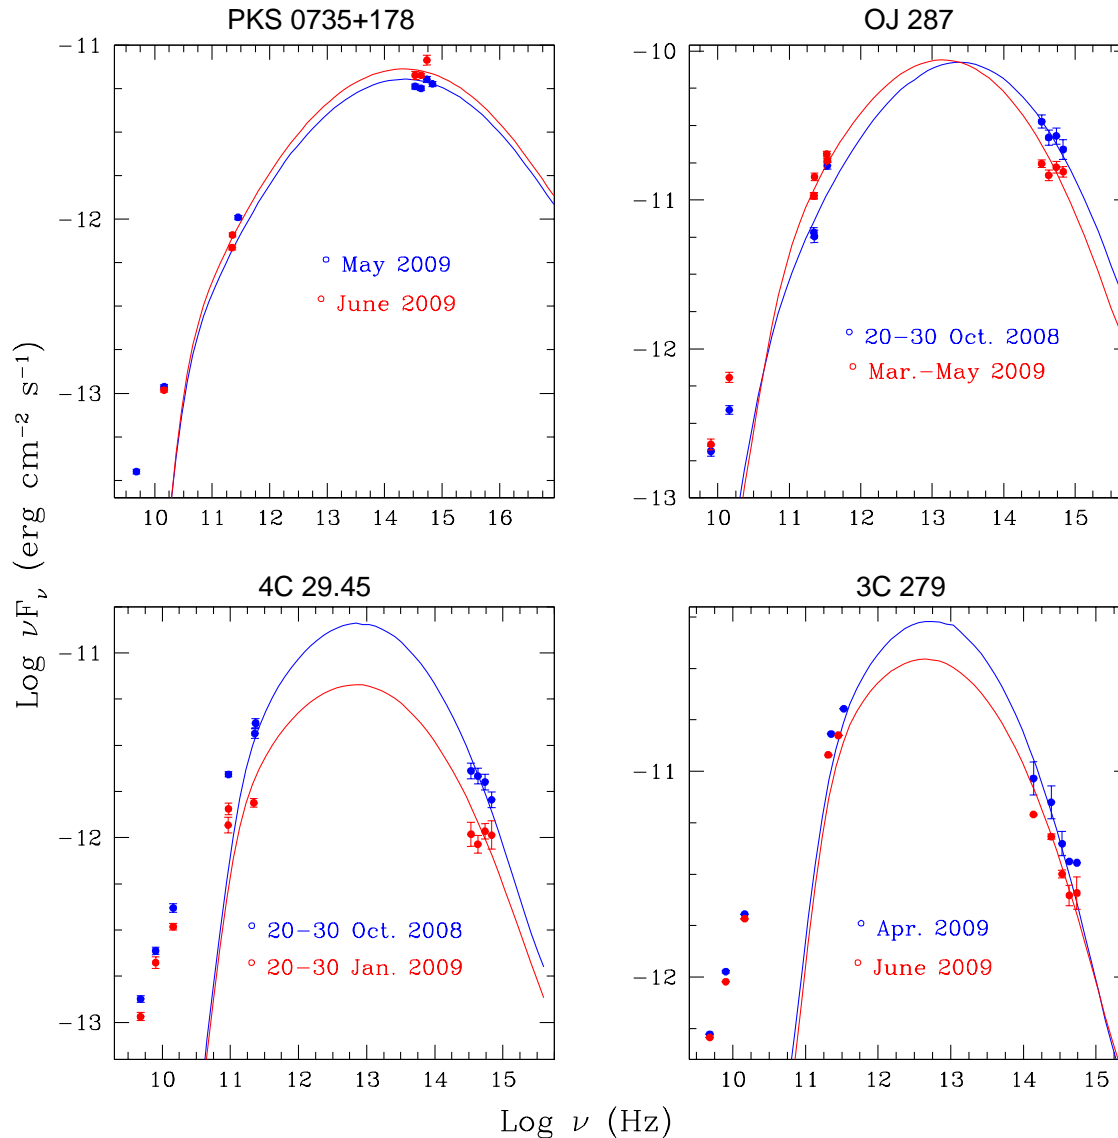 PKS 0735+178
OJ 287
−11
−12
−13
May 2009
June 2009
10 11 12 13 14 15 16
−10
−11
−12
−13
20−30 Oct. 2008
Mar.−May 2009
10 11 12 13 14 15
Log νFν (erg cm−2 s−1)
4C 29.45
3C 279
−11
−12
−13
20−30 Oct. 2008
20−30 Jan. 2009
10 11 12 13 14 15
−11
−12
Apr. 2009
June 2009
10 11 12 13 14 15
Log ν (Hz)